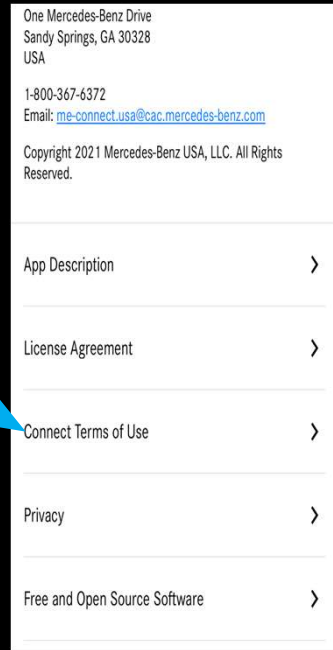 One Mercedes-Benz Drive
Sandy Springs, GA 30328
USA
1-800-367-6372
Email: me-connect.usa@cac.mercedes-benz.com
Copyright 2021 Mercedes-Benz USA, LLC. All Rights
Reserved.
App Description
License Agreement
Connect Terms of Use
Privacy
Free and Open Source Software